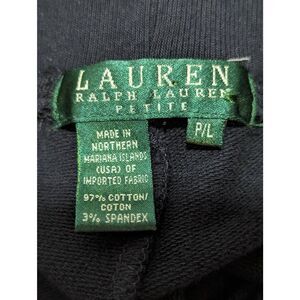 LAUREN
RALPH LAUREN
PETITE
P/L
MADE IN
NORTHERN
MARIANA ISLANDS
(USA) OF
IMPORTED FABRIC
97% COTTON/
COTON
3% SPANDEX